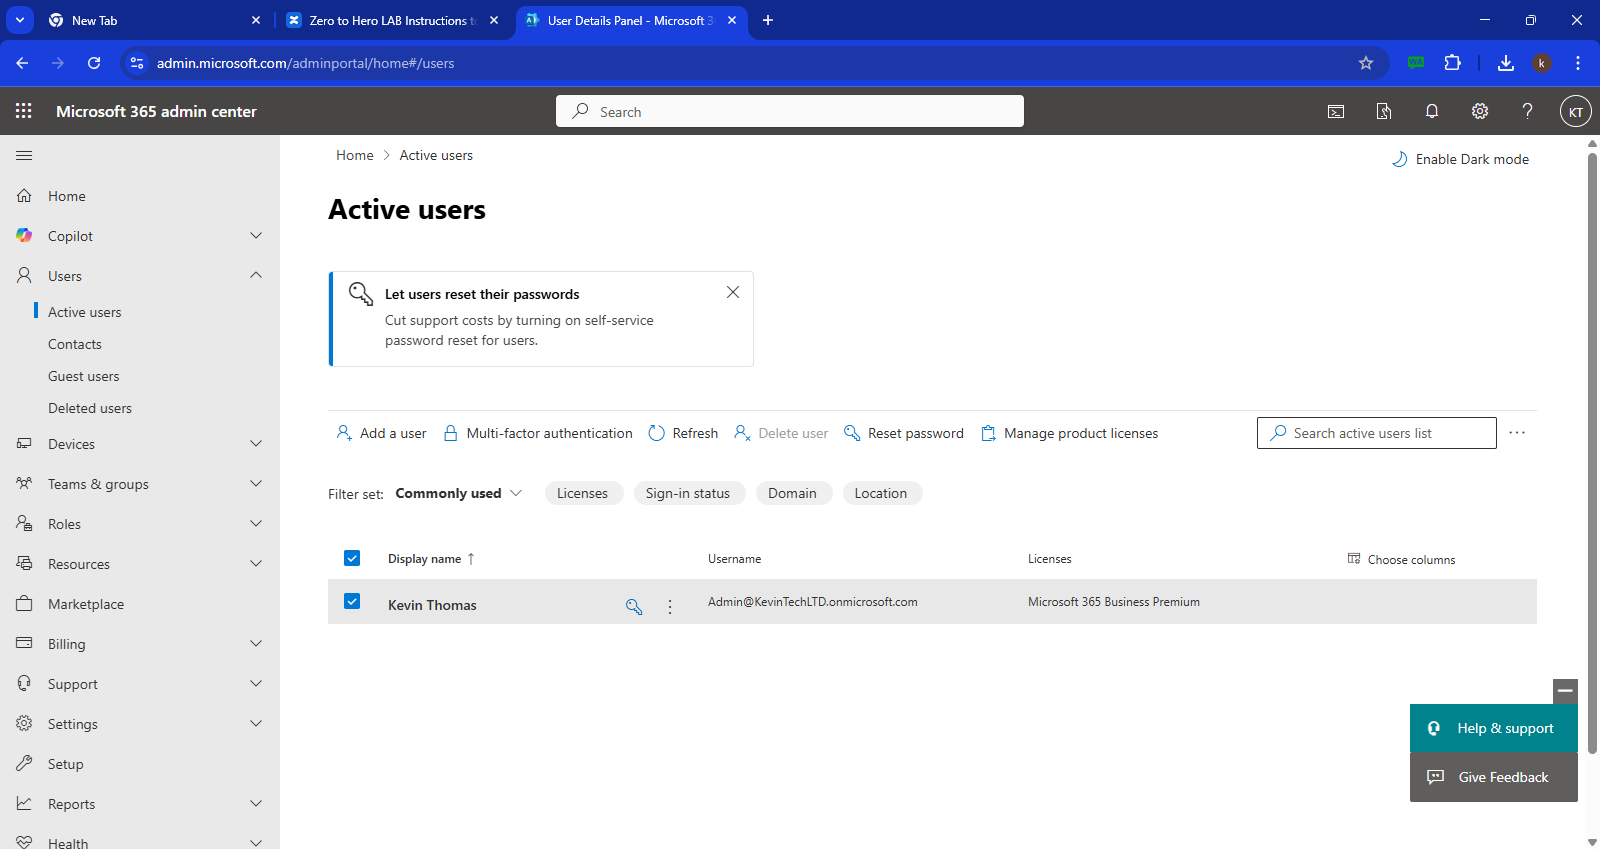 New Tab
Zero to Hero LAB Instructions to
User Details Panel - Microsoft 3
admin.microsoft.com/adminportal/home#/users
k
Microsoft 365 admin center
Search
KT
Home
Copilot
Users
Active users
Contacts
Guest users
Deleted users
Devices
Teams & groups
Roles
Resources
Marketplace
Billing
Support
Settings
Setup
Reports
Health
Home > Active users
Enable Dark mode
Active users
Let users reset their passwords
Cut support costs by turning on self-service
password reset for users.
Add a user Multi-factor authentication Refresh Delete user Reset password Manage product licenses Search active users list
Filter set: Commonly used Licenses Sign-in status Domain Location
Display name ↑ Username Licenses Choose columns
Kevin Thomas Admin@KevinTechLTD.onmicrosoft.com Microsoft 365 Business Premium
Help & support
Give Feedback